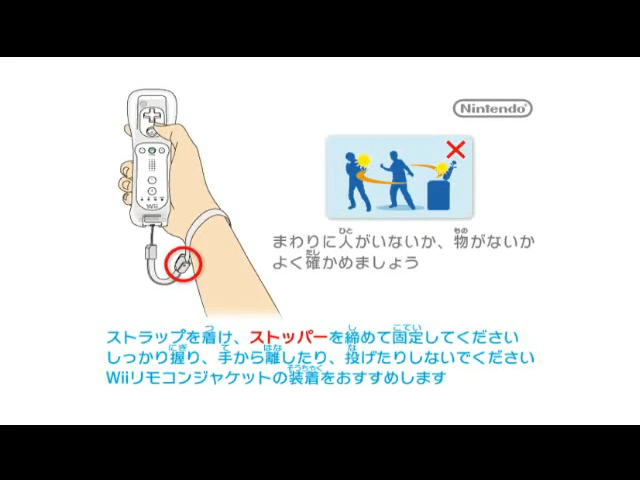 Nintendo
Wii
まわりに人がいないか、物がないか
よく確かめましょう
ストラップを着け、ストッパーを締めて固定してください
しっかり握り、手から離したり、投げたりしないでください
Wiiリモコンジャケットの装着をおすすめします